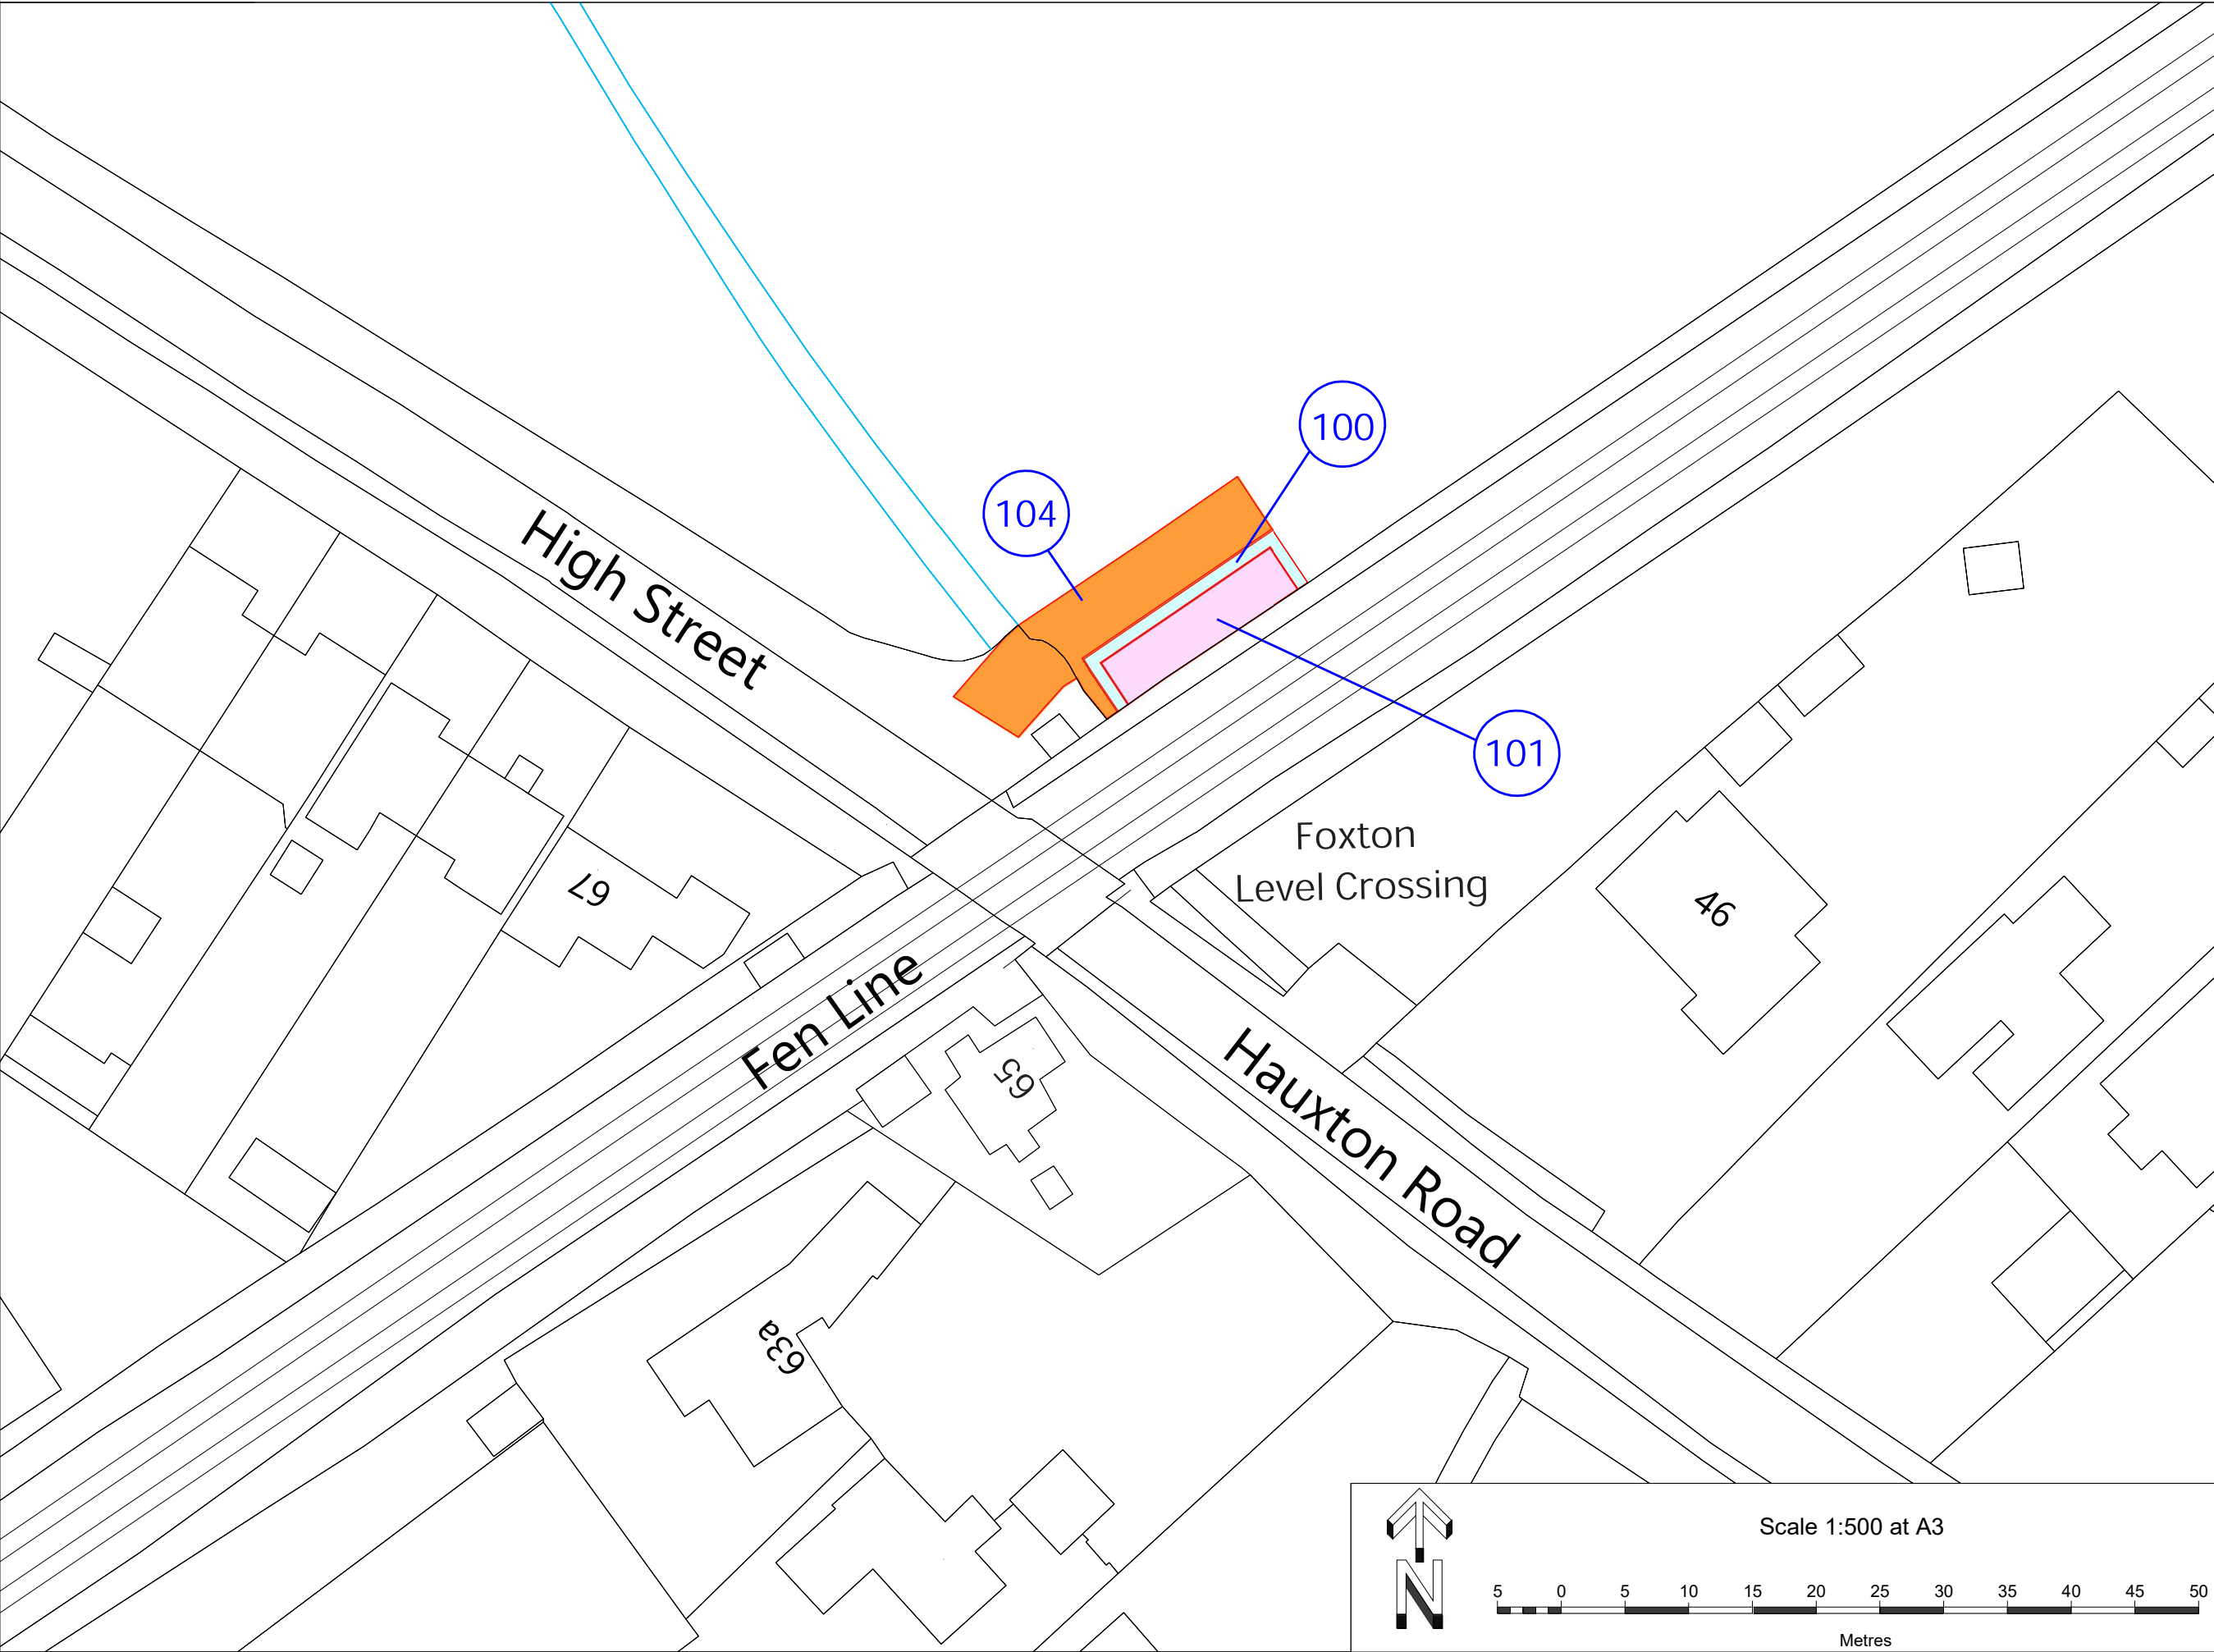 100
104
High Street
101
Foxton
Level Crossing
67
46
Fen Line
65
Hauxton Road
63a
Scale 1:500 at A3
N
5 0 5 10 15 20 25 30 35 40 45 50
Metres